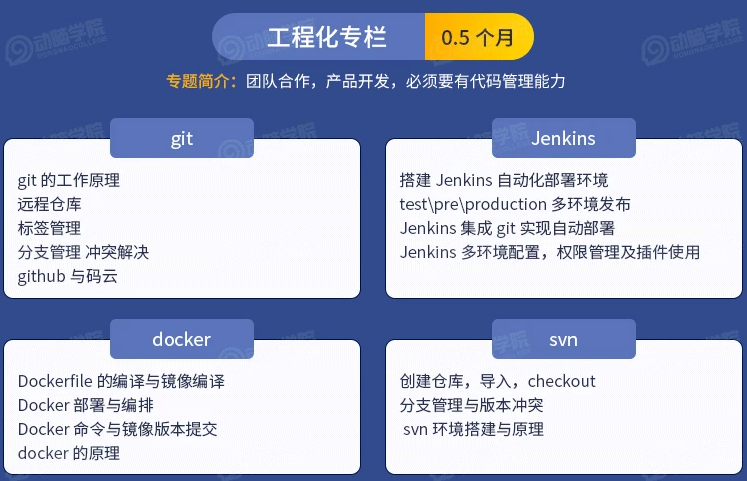 工程化专栏
0.5 个月
专题简介：团队合作，产品开发，必须要有代码管理能力
git
git 的工作原理
远程仓库
标签管理
分支管理 冲突解决
github 与码云
Jenkins
搭建 Jenkins 自动化部署环境
test\pre\production 多环境发布
Jenkins 集成 git 实现自动部署
Jenkins 多环境配置，权限管理及插件使用
docker
Dockerfile 的编译与镜像编译
Docker 部署与编排
Docker 命令与镜像版本提交
docker 的原理
svn
创建仓库，导入，checkout
分支管理与版本冲突
svn 环境搭建与原理
动脑学院